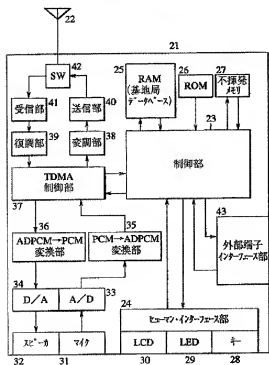 22
21
42
SW
25
RAM
(基地局
データベース)
26
ROM
27
不揮発
メモリ
41
受信部
送信部
40
39
復調部
変調部
38
23
制御部
TDMA
制御部
37
36
35
ADPCM→PCM
変換部
PCM→ADPCM
変換部
43
外部端子
インターフェース部
34
D/A
A/D
33
24
ヒューマン・インターフェース部
スピーカ
マイク
LCD
LED
キー
32
31
30
29
28